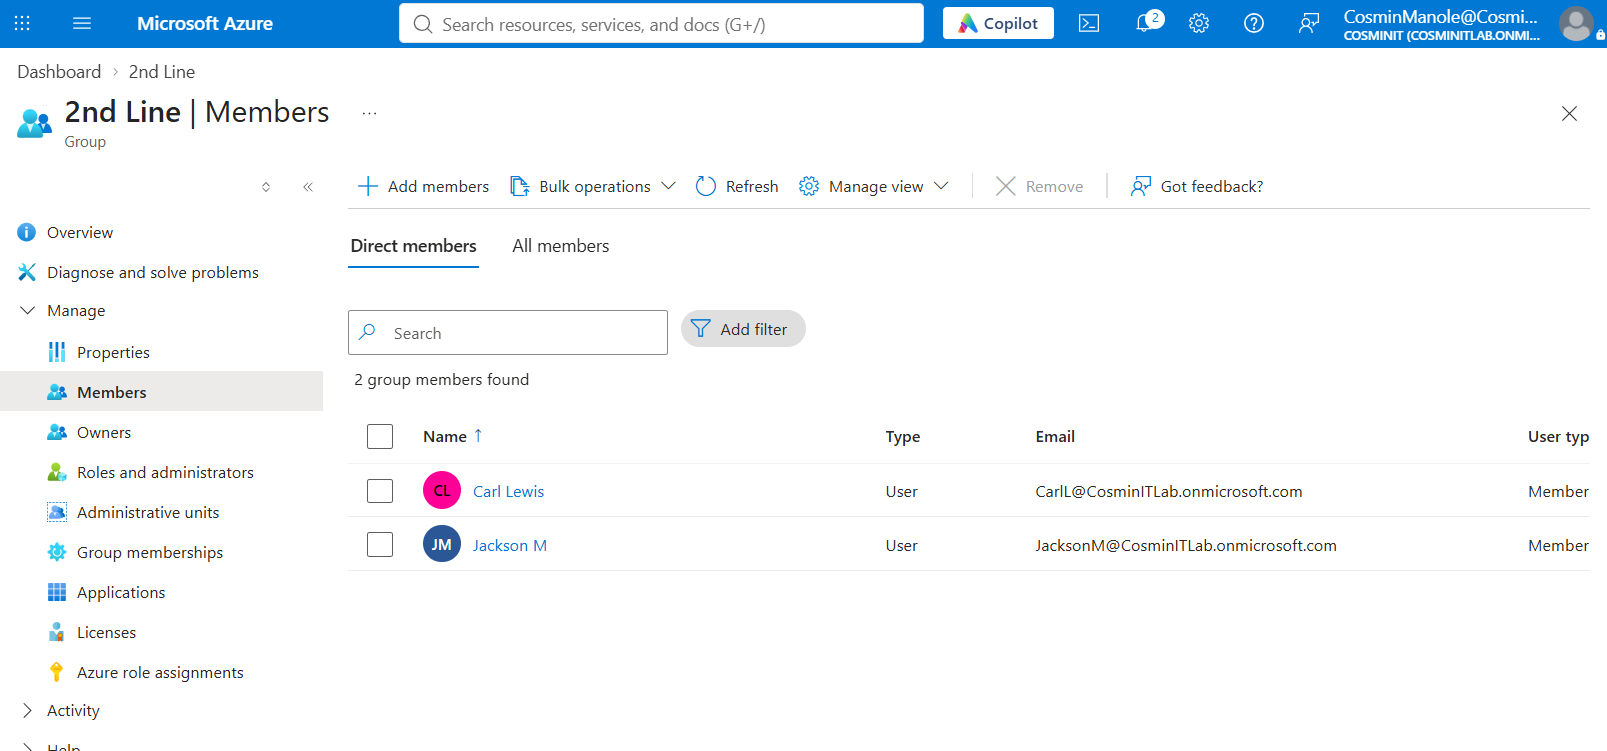 Microsoft Azure
Search resources, services, and docs (G+/)
Copilot
2
CosminManole@Cosmi...
COSMINIT (COSMINITLAB.ONMI...
Dashboard > 2nd Line
2nd Line | Members
...
Group
Add members
Bulk operations
Refresh
Manage view
Remove
Got feedback?
Overview
Diagnose and solve problems
Manage
Properties
Members
Owners
Roles and administrators
Administrative units
Group memberships
Applications
Licenses
Azure role assignments
Activity
Help
Direct members
All members
Search
Add filter
2 group members found
Name ↑ Type Email User typ
CL Carl Lewis User CarlL@CosminITLab.onmicrosoft.com Member
JM Jackson M User JacksonM@CosminITLab.onmicrosoft.com Member